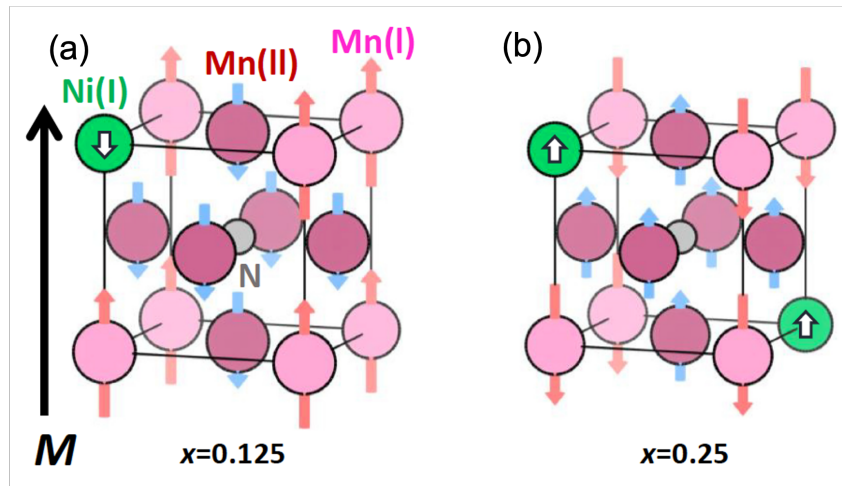 (a)
Ni(I)
Mn(II)
Mn(I)
N
M
x=0.125
(b)
x=0.25